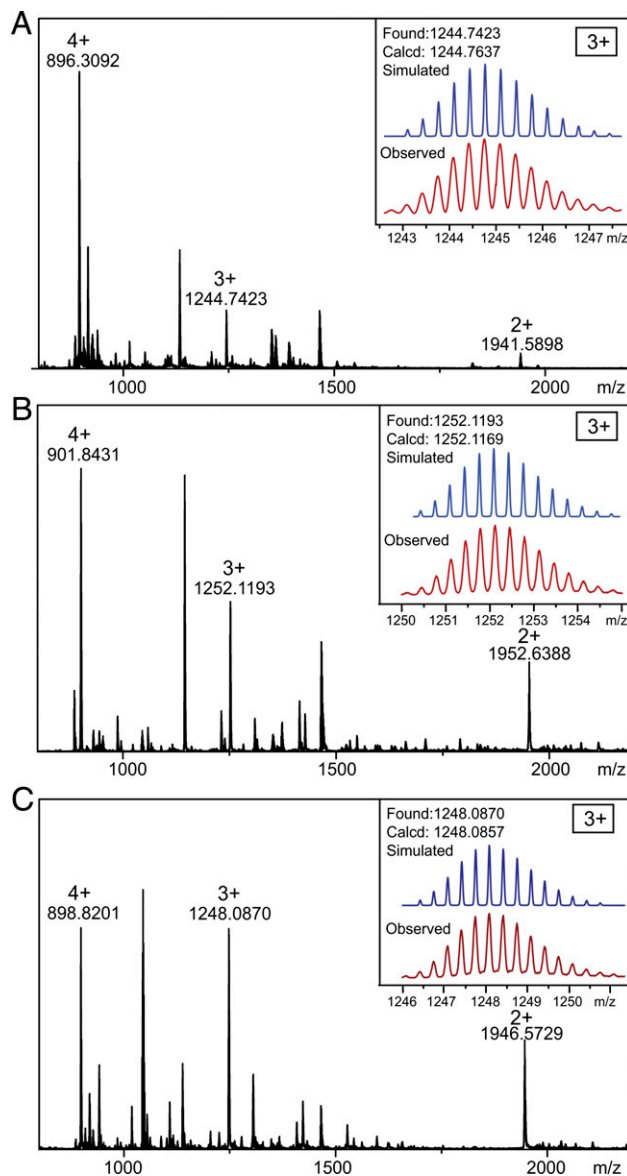 A
4+
896.3092
3+
1244.7423
2+
1941.5898
1000
1500
2000
m/z
Found:1244.7423
Calcd: 1244.7637
Simulated
3+
Observed
1243
1244
1245
1246
1247 m/z
B
4+
901.8431
3+
1252.1193
2+
1952.6388
1000
1500
2000
m/z
Found:1252.1193
Calcd: 1252.1169
Simulated
3+
Observed
1250
1251
1252
1253
1254
m/z
C
4+
898.8201
3+
1248.0870
2+
1946.5729
1000
1500
2000
m/z
Found:1248.0870
Calcd: 1248.0857
Simulated
3+
Observed
1246
1247
1248
1249
1250
m/z